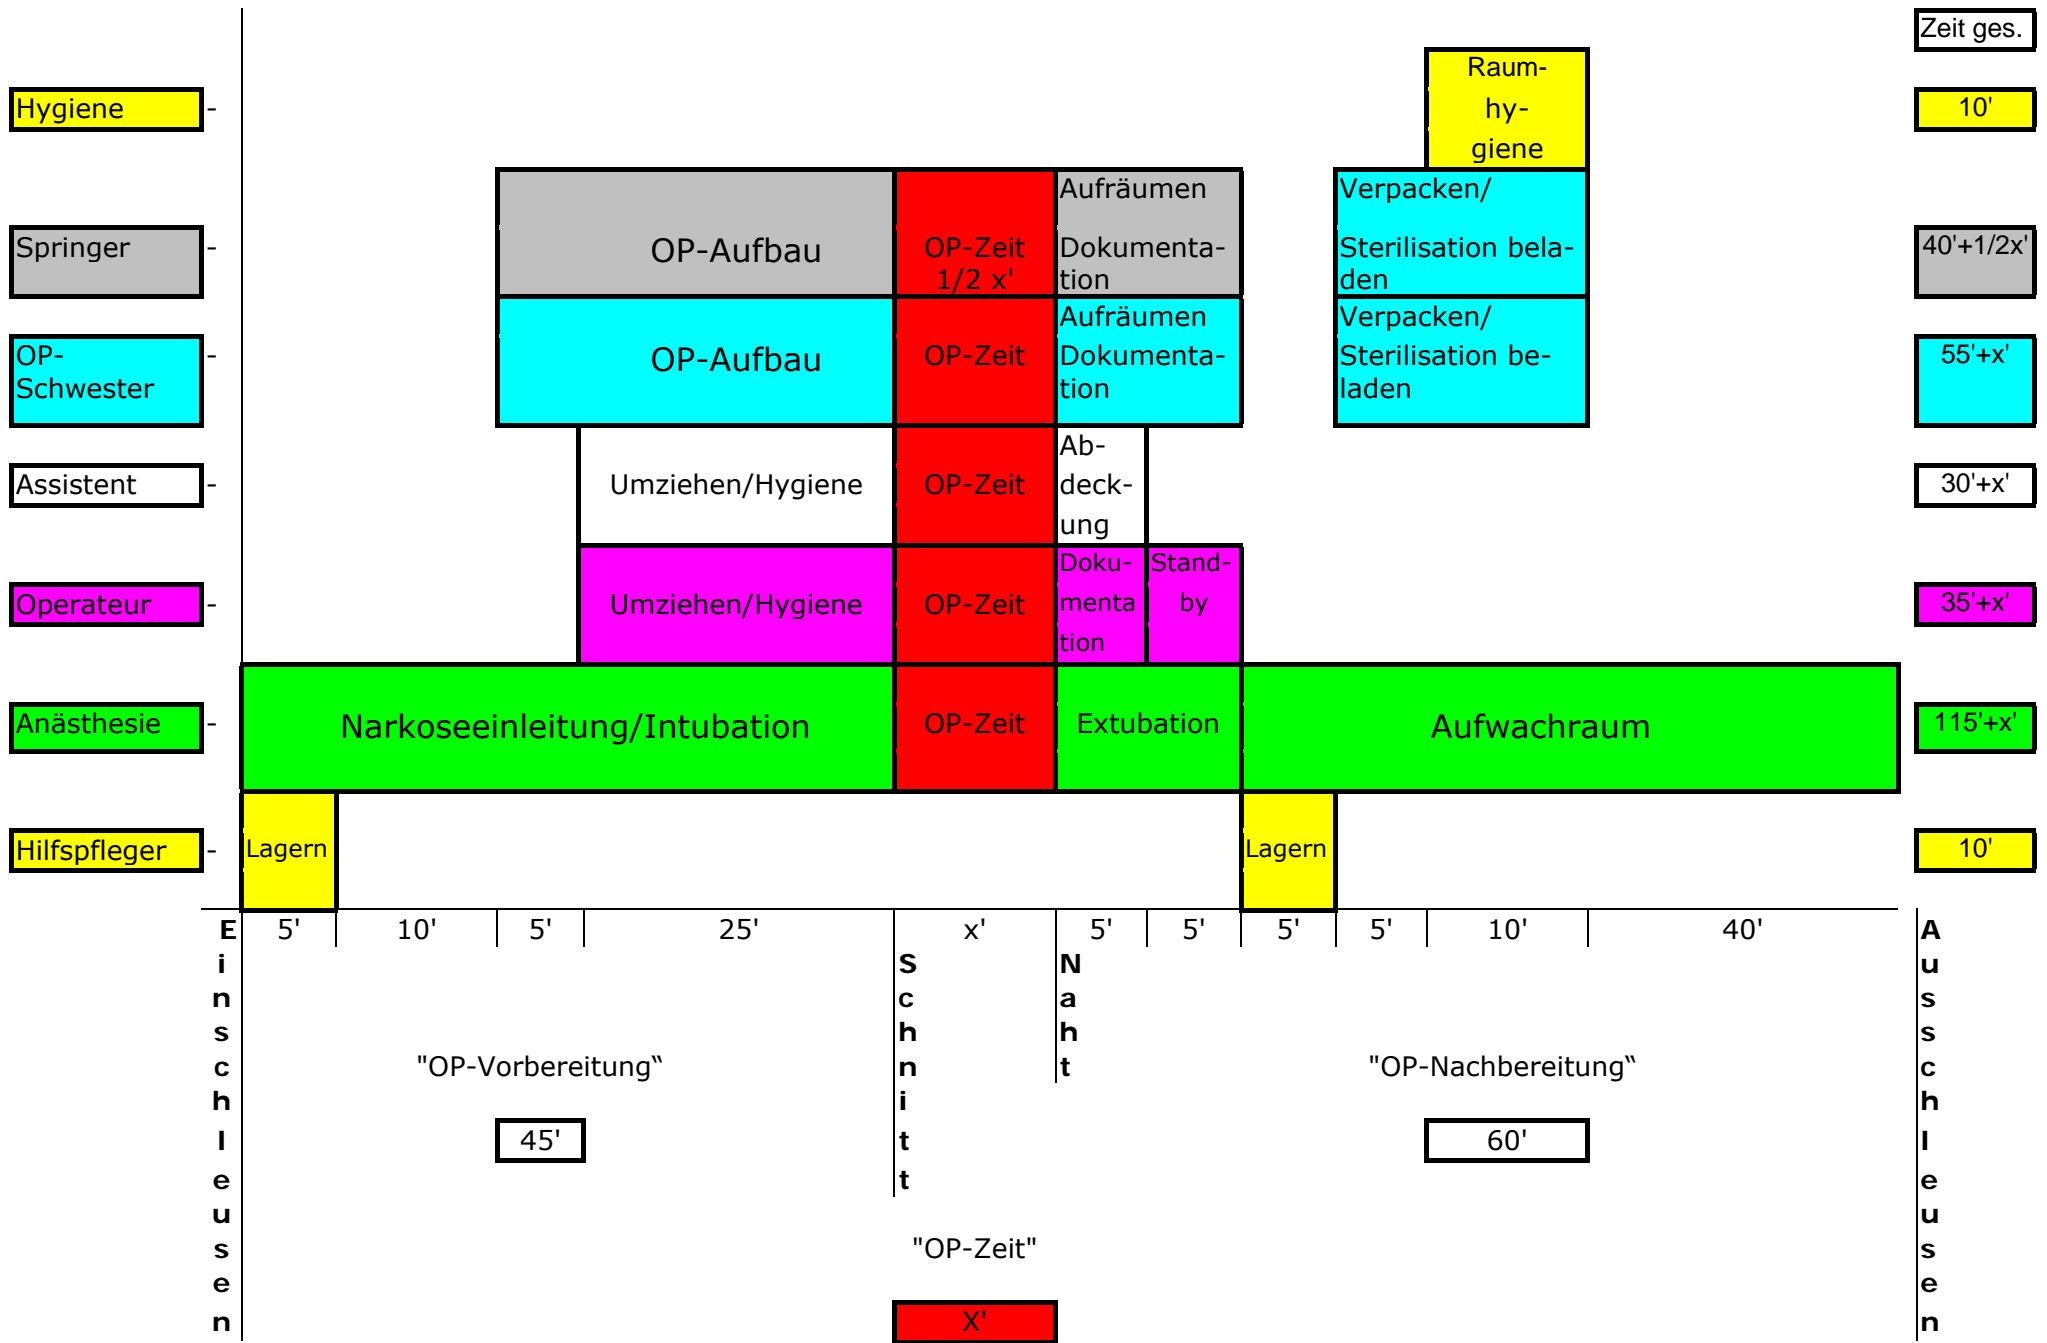 Zeit ges.
Raum-
hy-
giene
Hygiene -
10'
Springer -
OP-Aufbau
OP-Zeit
1/2 x'
Aufräumen
Dokumenta-
tion
Verpacken/
Sterilisation bela-
den
40'+1/2x'
OP-
Schwester
-
OP-Aufbau
OP-Zeit
Aufräumen
Dokumenta-
tion
Verpacken/
Sterilisation be-
laden
55'+x'
Assistent -
Umziehen/Hygiene
OP-Zeit
Ab-
deck-
ung
30'+x'
Operateur -
Umziehen/Hygiene
OP-Zeit
Doku-
menta
tion
Stand-
by
35'+x'
Anästhesie -
Narkoseeinleitung/Intubation
OP-Zeit
Extubation
Aufwachraum
115'+x'
Hilfspfleger -
Lagern
Lagern
10'
5' 10' 5' 25' x' 5' 5' 5' 5' 10' 40'
Einschleusen
Schnitt
Naht
Ausschleusen
"OP-Vorbereitung“
"OP-Nachbereitung“
45'
60'
"OP-Zeit"
X'